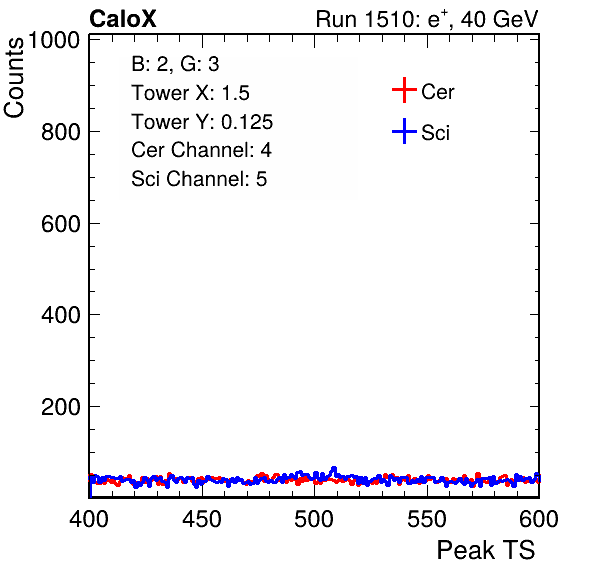 CaloX Run 1510: e⁺, 40 GeV
Counts
1000
800
600
400
200
B: 2, G: 3
Tower X: 1.5
Tower Y: 0.125
Cer Channel: 4
Sci Channel: 5
Cer
Sci
400 450 500 550 600
Peak TS